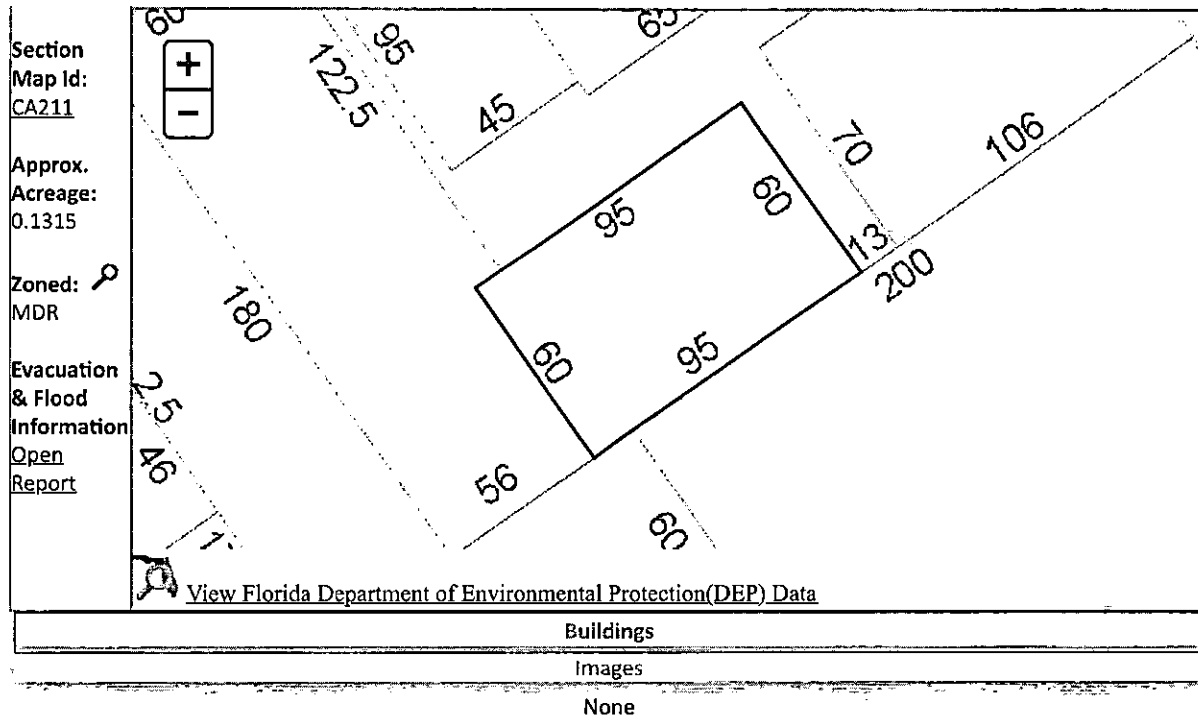 Section
Map Id:
CA211
Approx.
Acreage:
0.1315
Zoned:
MDR
Evacuation
& Flood
Information
Open
Report
+
−
60
95
122.5
45
65
70
106
95
60
13
200
180
60
95
2.5
46
56
60
View Florida Department of Environmental Protection(DEP) Data
Buildings
Images
None